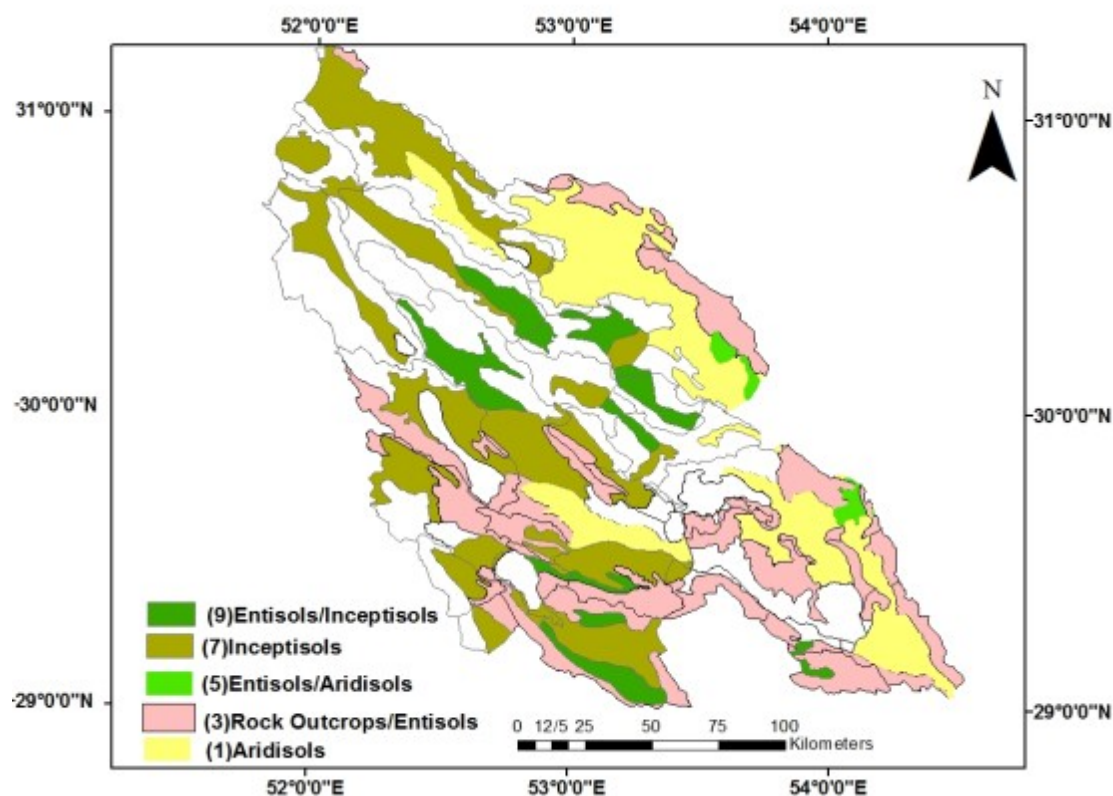 52°0'0"E 53°0'0"E 54°0'0"E
N
31°0'0"N 31°0'0"N
30°0'0"N 30°0'0"N
(9)Entisols/Inceptisols
(7)Inceptisols
(5)Entisols/Aridisols
(3)Rock Outcrops/Entisols
(1)Aridisols
29°0'0"N 29°0'0"N
0 12/5 25 50 75 100
Kilometers
52°0'0"E 53°0'0"E 54°0'0"E